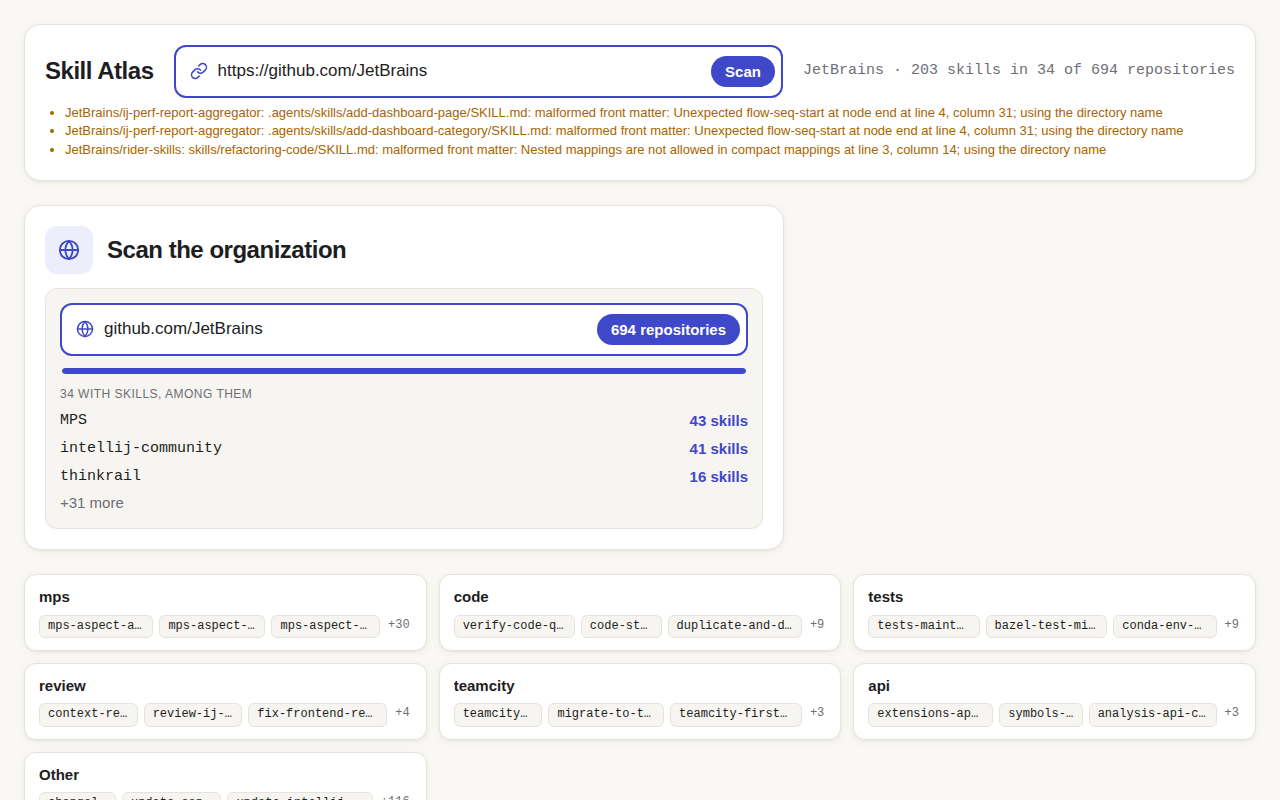 Skill Atlas
https://github.com/JetBrains
Scan
JetBrains · 203 skills in 34 of 694 repositories
JetBrains/ij-perf-report-aggregator: .agents/skills/add-dashboard-page/SKILL.md: malformed front matter: Unexpected flow-seq-start at node end at line 4, column 31; using the directory name
JetBrains/ij-perf-report-aggregator: .agents/skills/add-dashboard-category/SKILL.md: malformed front matter: Unexpected flow-seq-start at node end at line 4, column 31; using the directory name
JetBrains/rider-skills: skills/refactoring-code/SKILL.md: malformed front matter: Nested mappings are not allowed in compact mappings at line 3, column 14; using the directory name
Scan the organization
github.com/JetBrains
694 repositories
34 WITH SKILLS, AMONG THEM
MPS 43 skills
intellij-community 41 skills
thinkrail 16 skills
+31 more
mps
mps-aspect-a… mps-aspect-… mps-aspect-… +30
code
verify-code-q… code-st… duplicate-and-d… +9
tests
tests-maint… bazel-test-mi… conda-env-… +9
review
context-re… review-ij-… fix-frontend-re… +4
teamcity
teamcity… migrate-to-t… teamcity-first… +3
api
extensions-ap… symbols-… analysis-api-c… +3
Other